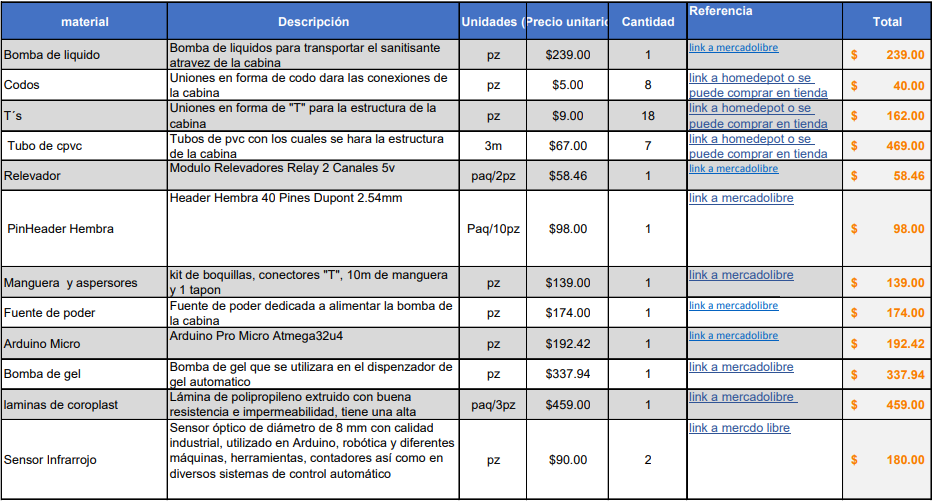 material Descripción Unidades ( Precio unitario Cantidad Referencia Total
Bomba de liquido Bomba de liquidos para transportar el sanitisante pz $239.00 1 link a mercadolibre $ 239.00
atravez de la cabina
Codos Uniones en forma de codo dara las conexiones de pz $5.00 8 link a homedepot o se $ 40.00
la cabina puede comprar en tienda
T´s Uniones en forma de "T" para la estructura de la pz $9.00 18 link a homedepot o se $ 162.00
cabina puede comprar en tienda
Tubo de cpvc Tubos de pvc con los cuales se hara la estructura 3m $67.00 7 link a homedepot o se $ 469.00
de la cabina puede comprar en tienda
Relevador Modulo Relevadores Relay 2 Canales 5v paq/2pz $58.46 1 link a mercadolibre $ 58.46
PinHeader Hembra Header Hembra 40 Pines Dupont 2.54mm Paq/10pz $98.00 1 link a mercadolibre $ 98.00
Manguera y aspersores kit de boquillas, conectores "T", 10m de manguera pz $139.00 1 link a mercadolibre $ 139.00
y 1 tapon
Fuente de poder Fuente de poder dedicada a alimentar la bomba de pz $174.00 1 link a mercadolibre $ 174.00
la cabina
Arduino Micro Arduino Pro Micro Atmega32u4 pz $192.42 1 link a mercadolibre $ 192.42
Bomba de gel Bomba de gel que se utilizara en el dispenzador de pz $337.94 1 link a mercadolibre $ 337.94
gel automatico
laminas de coroplast Lámina de polipropileno extruido con buena paq/3pz $459.00 1 link a mercadolibre $ 459.00
resistencia e impermeabilidad, tiene una alta
Sensor Infrarrojo Sensor óptico de diámetro de 8 mm con calidad pz $90.00 2 link a mercdo libre $ 180.00
industrial, utilizado en Arduino, robótica y diferentes
máquinas, herramientas, contadores así como en
diversos sistemas de control automático